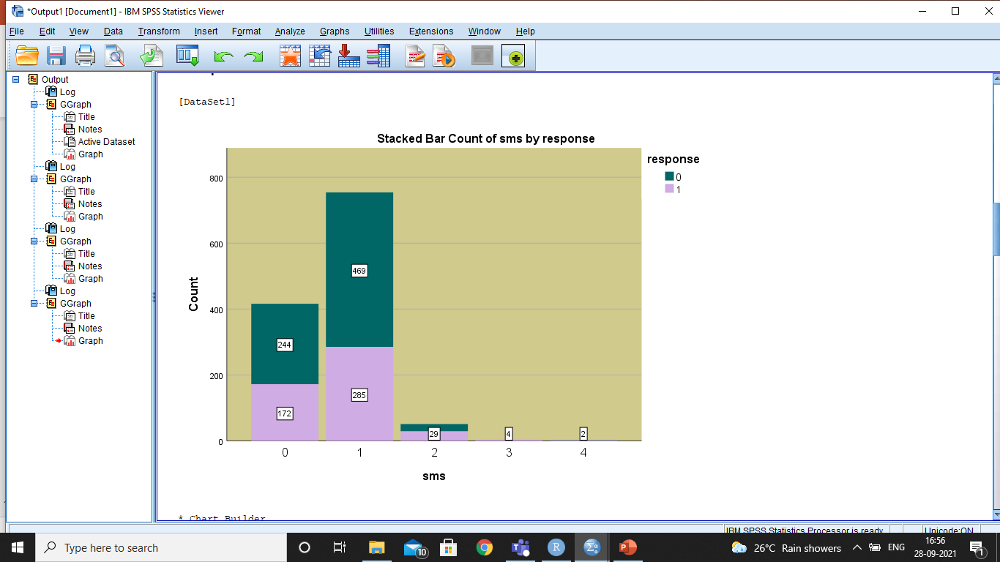 *Output1 [Document1] - IBM SPSS Statistics Viewer
File Edit View Data Transform Insert Format Analyze Graphs Utilities Extensions Window Help
Output
Log
GGraph
Title
Notes
Active Dataset
Graph
Log
GGraph
Title
Notes
Graph
Log
GGraph
Title
Notes
Graph
Log
GGraph
Title
Notes
Graph
[DataSet1]
Stacked Bar Count of sms by response
response
0
1
Count
800
600
400
200
0
469
244
285
172
29
4
2
0 1 2 3 4
sms
* Chart Builder
IBM SPSS Statistics Processor is ready Unicode:ON
Type here to search
10
26°C Rain showers
ENG
16:56
28-09-2021
1